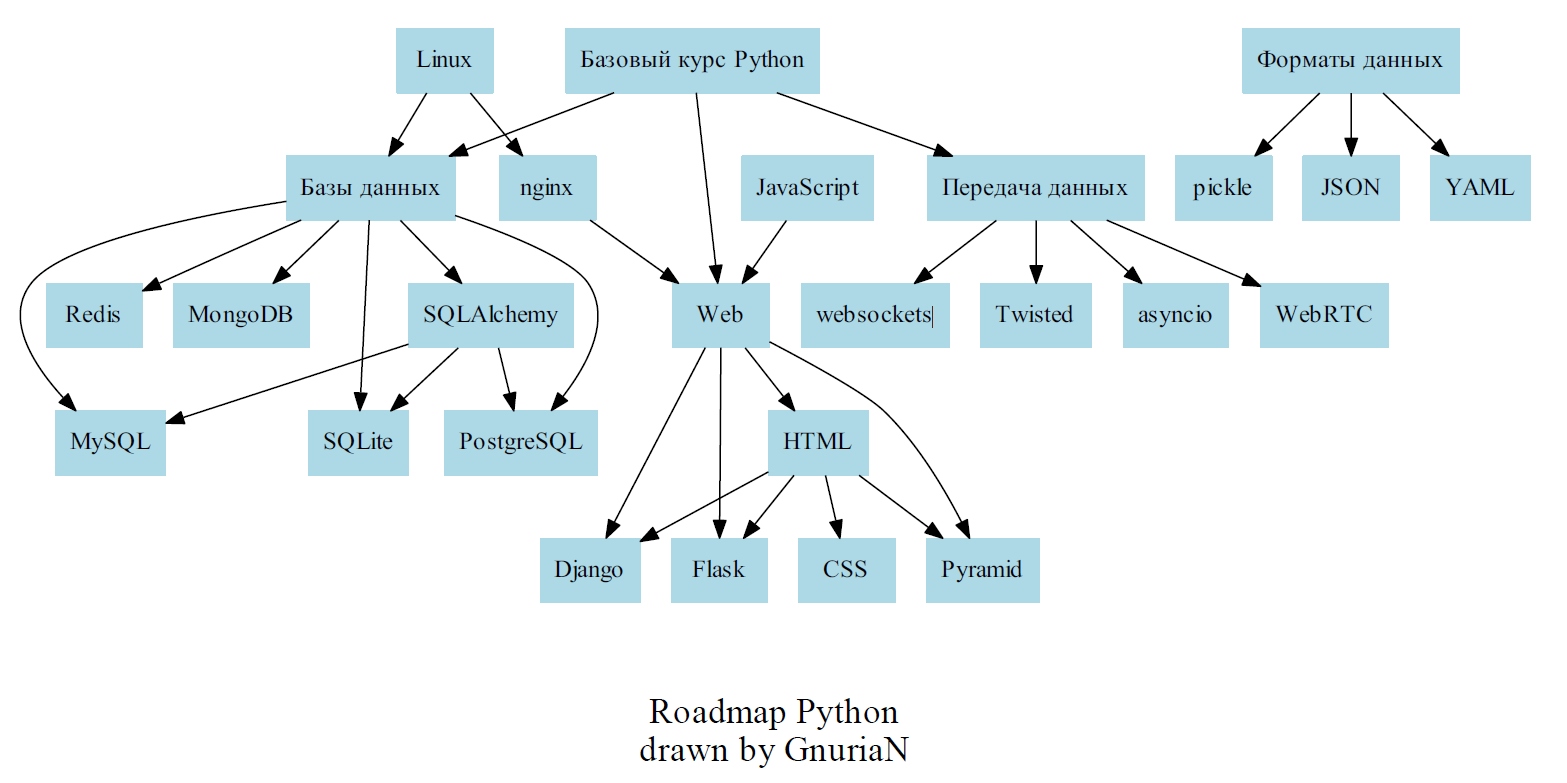 Linux
Базовый курс Python
Форматы данных
Базы данных
nginx
JavaScript
Передача данных
pickle
JSON
YAML
Redis
MongoDB
SQLAlchemy
Web
websockets
Twisted
asyncio
WebRTC
MySQL
SQLite
PostgreSQL
HTML
Django
Flask
CSS
Pyramid
Roadmap Python
drawn by GnuriaN